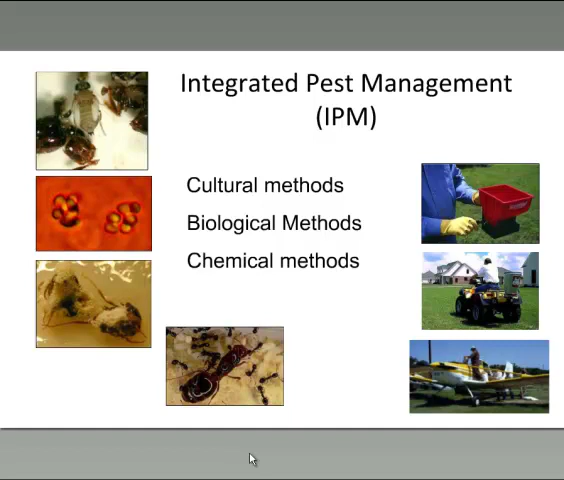 Integrated Pest Management
(IPM)
Cultural methods
Biological Methods
Chemical methods